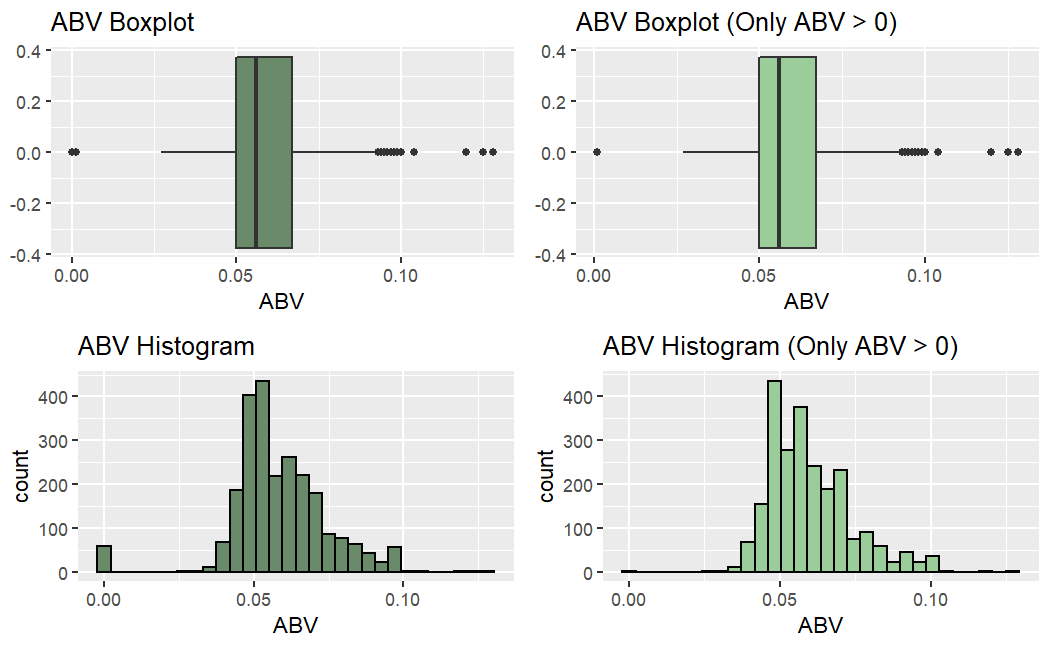 ABV Boxplot
0.4
0.2
0.0
-0.2
-0.4
0.00 0.05 0.10
ABV
ABV Boxplot (Only ABV > 0)
0.4
0.2
0.0
-0.2
-0.4
0.00 0.05 0.10
ABV
ABV Histogram
count
400
300
200
100
0
0.00 0.05 0.10
ABV
ABV Histogram (Only ABV > 0)
count
400
300
200
100
0
0.00 0.05 0.10
ABV